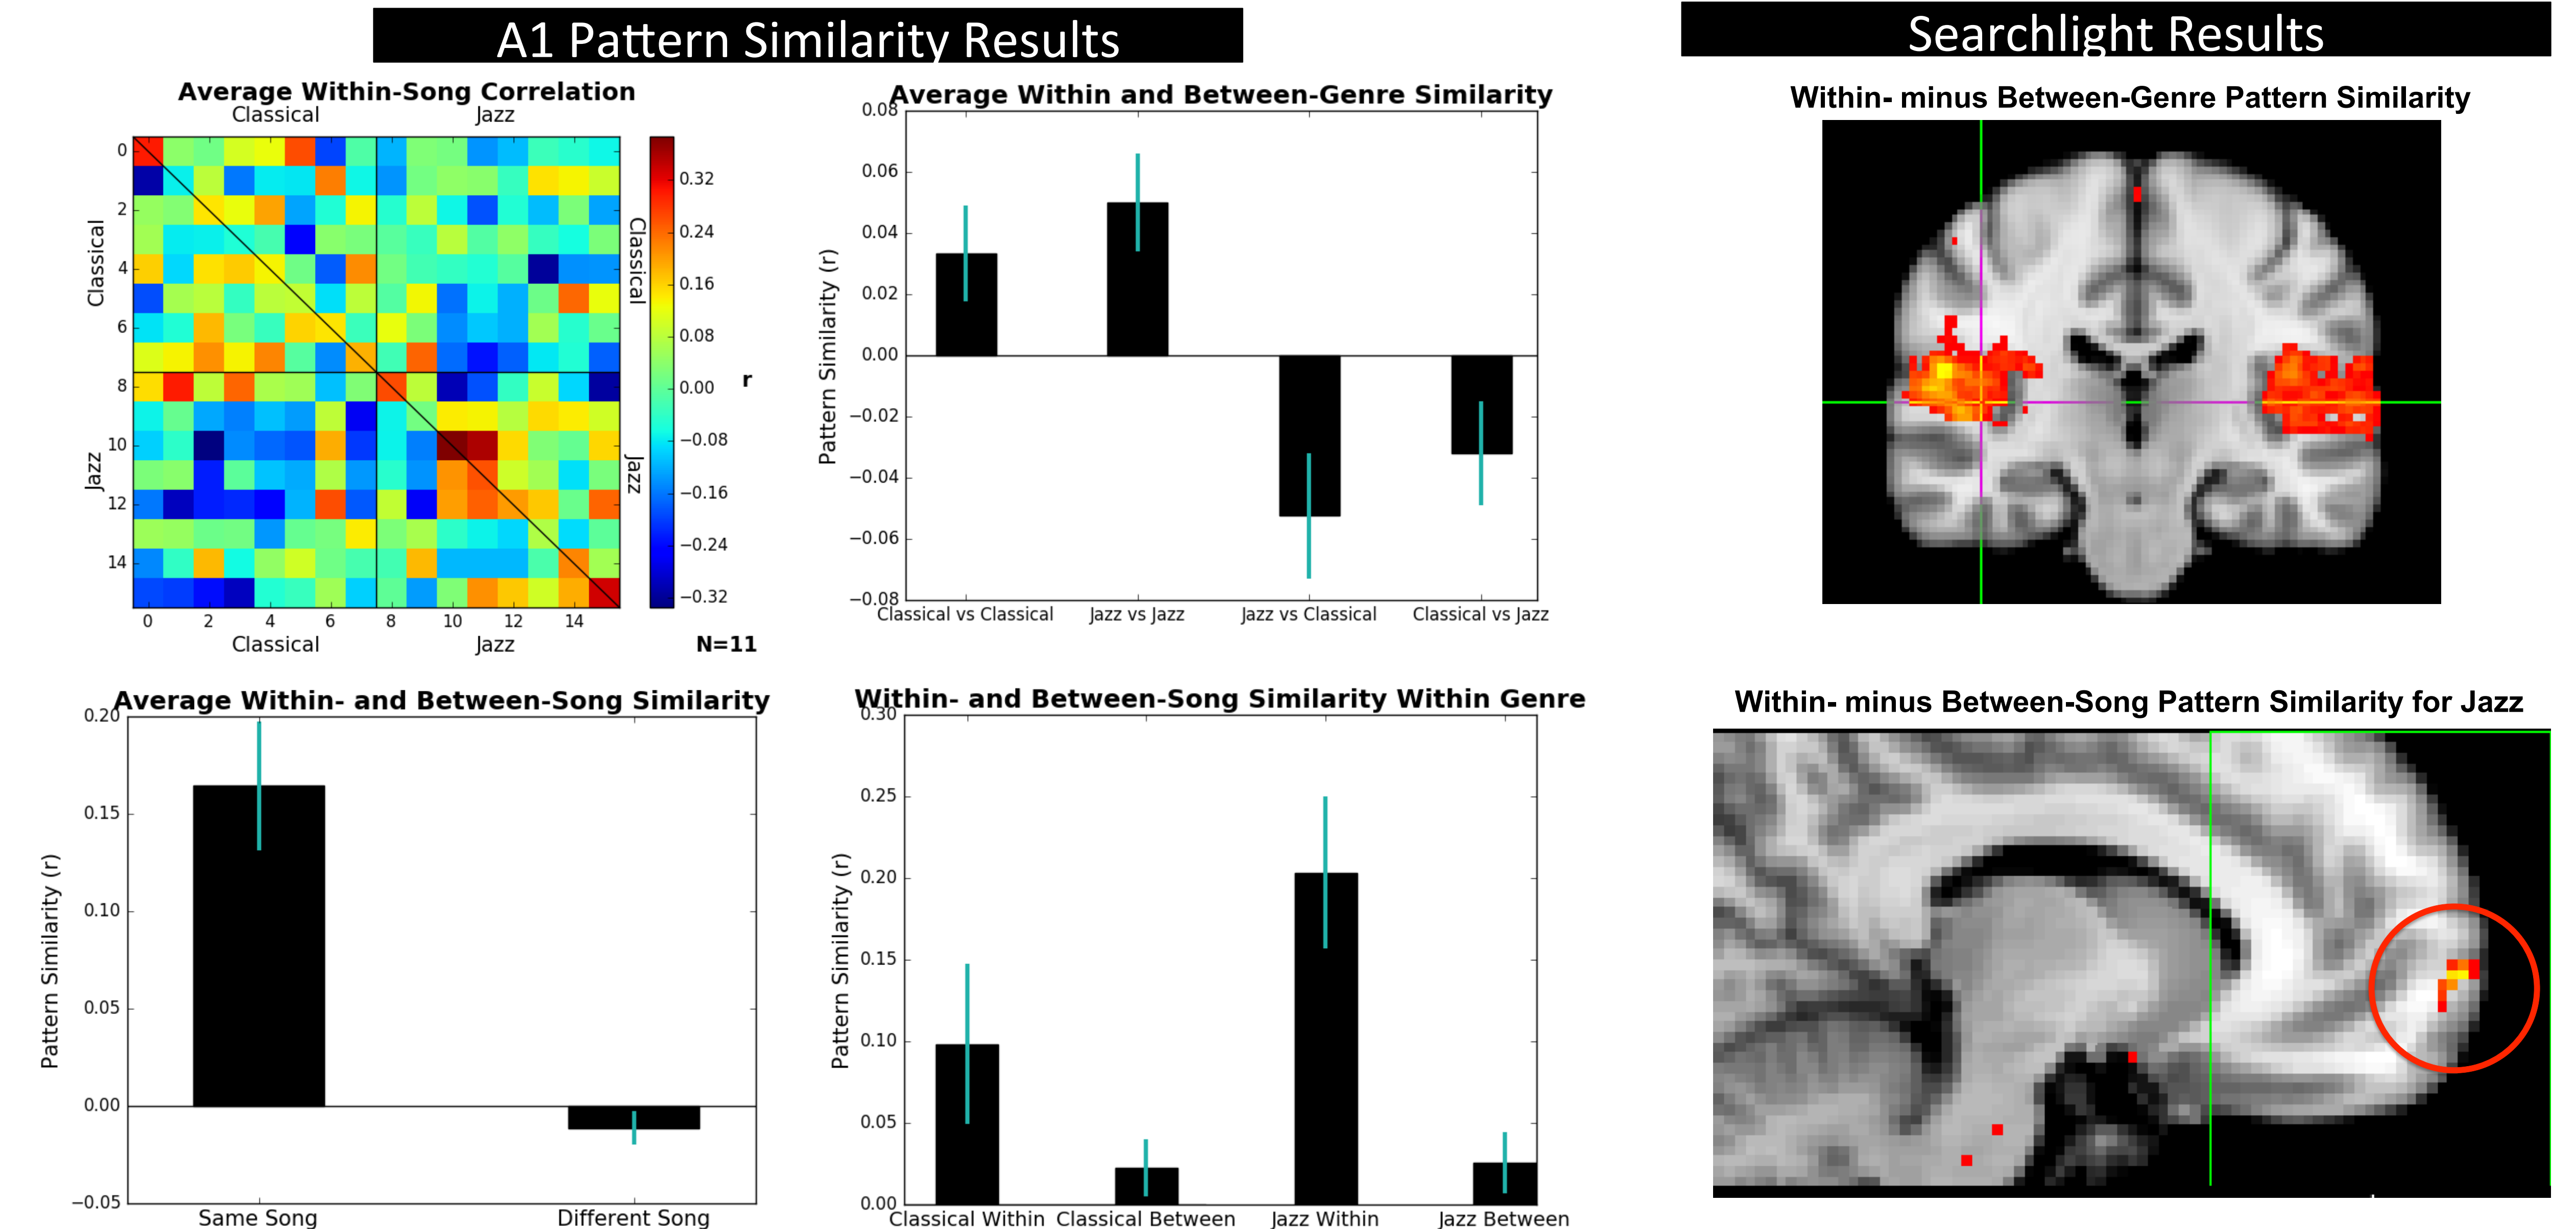 A1 Pattern Similarity Results
Searchlight Results
Average Within-Song Correlation
Classical
Jazz
0
2
4
6
8
10
12
14
Classical
Jazz
Classical
Jazz
0
2
4
6
8
10
12
14
Classical
Jazz
0.32
0.24
0.16
0.08
0.00
−0.08
−0.16
−0.24
−0.32
r
N=11
Average Within and Between-Genre Similarity
Pattern Similarity (r)
0.08
0.06
0.04
0.02
0.00
−0.02
−0.04
−0.06
−0.08
Classical vs Classical
Jazz vs Jazz
Jazz vs Classical
Classical vs Jazz
Within- minus Between-Genre Pattern Similarity
Average Within- and Between-Song Similarity
Pattern Similarity (r)
0.20
0.15
0.10
0.05
0.00
−0.05
Same Song
Different Song
Within- and Between-Song Similarity Within Genre
Pattern Similarity (r)
0.30
0.25
0.20
0.15
0.10
0.05
0.00
Classical Within
Classical Between
Jazz Within
Jazz Between
Within- minus Between-Song Pattern Similarity for Jazz